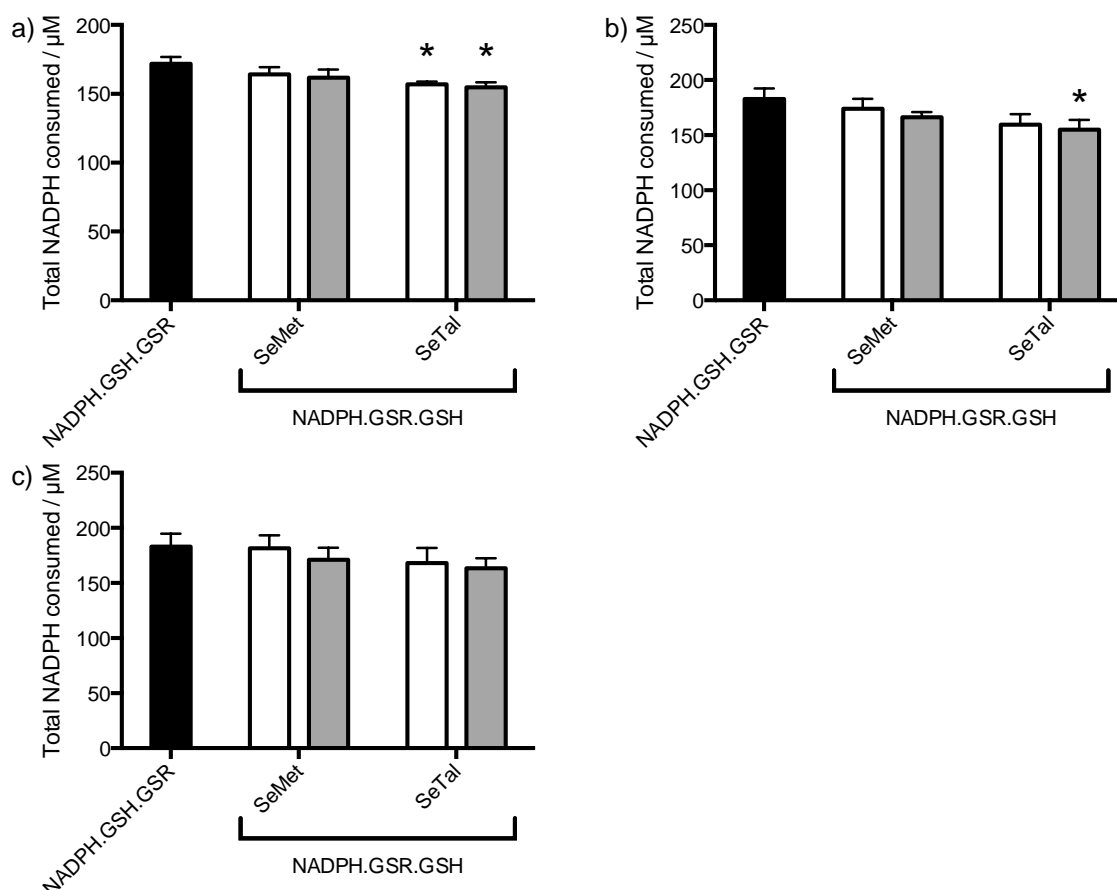 a)
Total NADPH consumed / µM
200
150
100
50
0
* *
NADPH.GSH.GSR
SeMet
SeTal
NADPH.GSR.GSH
b)
Total NADPH consumed / µM
250
200
150
100
50
0
*
NADPH.GSH.GSR
SeMet
SeTal
NADPH.GSR.GSH
c)
Total NADPH consumed / µM
250
200
150
100
50
0
NADPH.GSH.GSR
SeMet
SeTal
NADPH.GSR.GSH